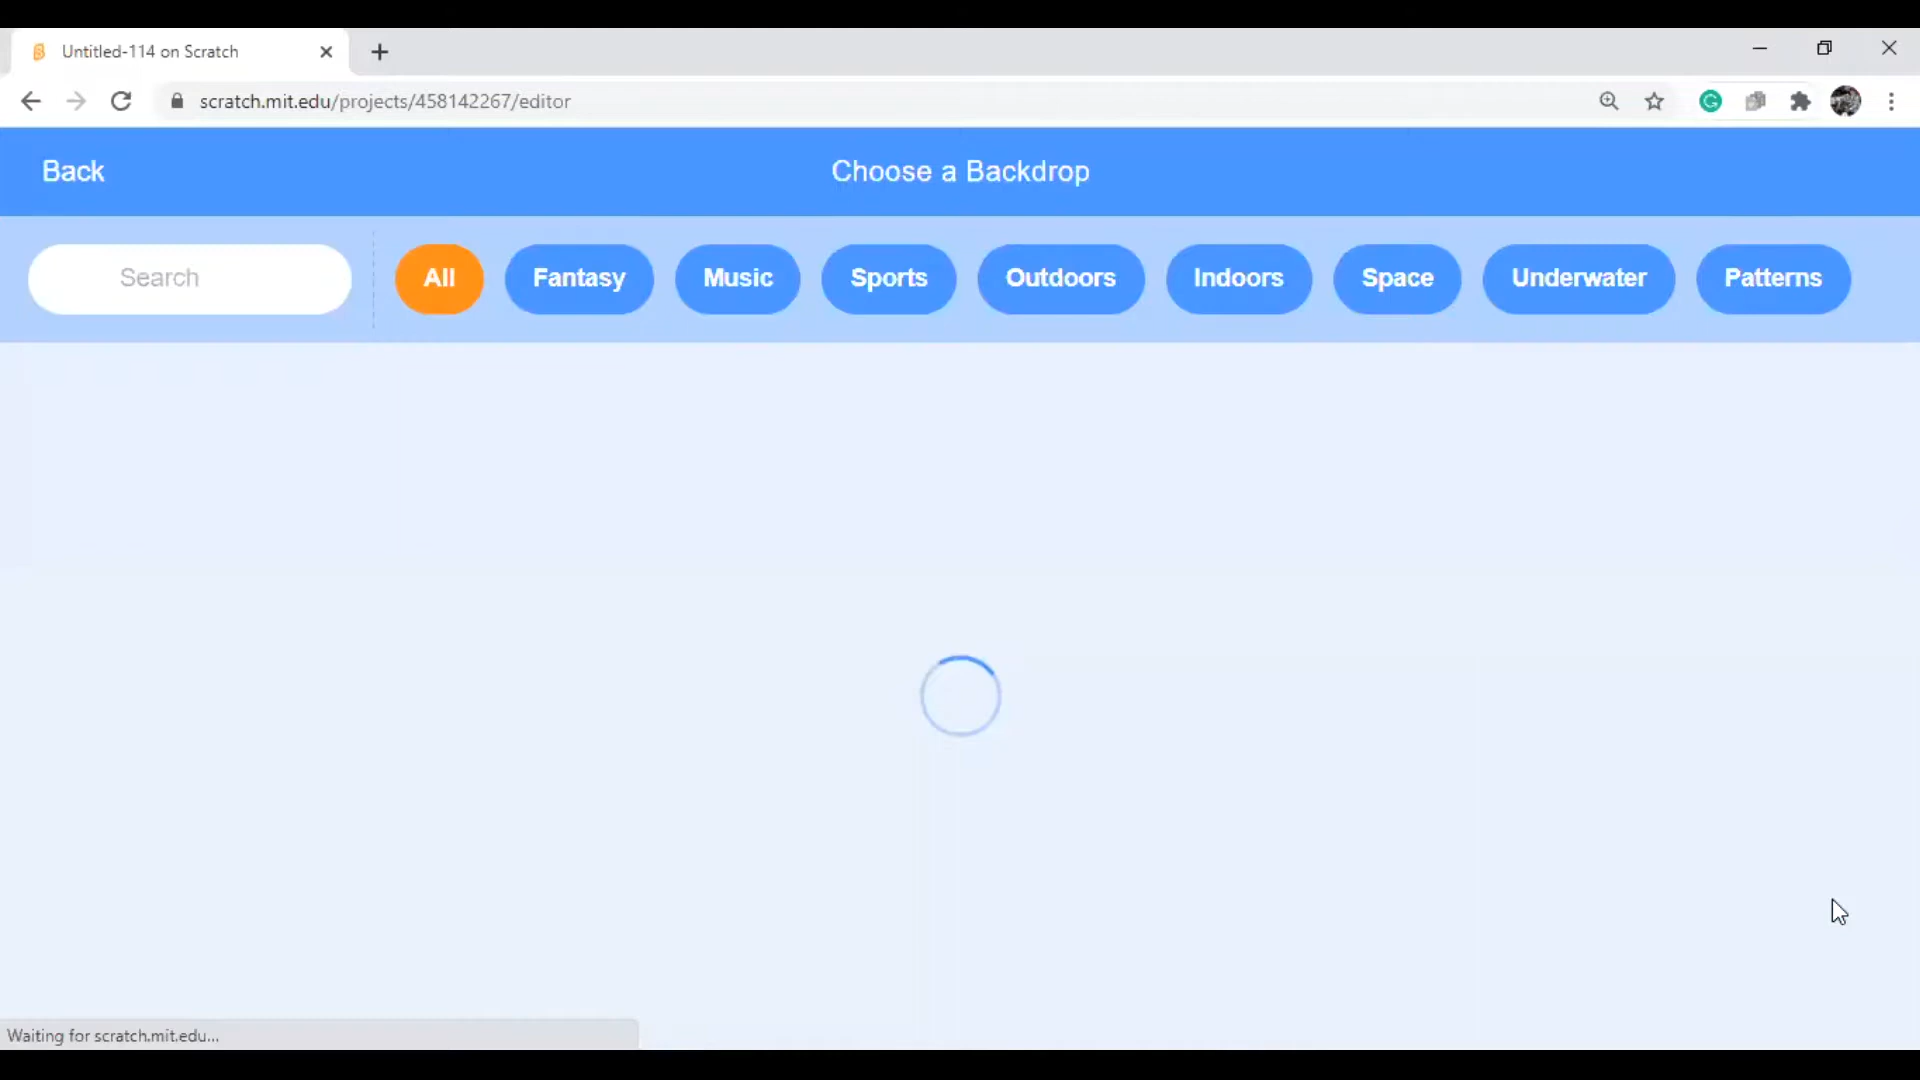 Untitled-114 on Scratch
scratch.mit.edu/projects/458142267/editor
Back
Choose a Backdrop
Search
All
Fantasy
Music
Sports
Outdoors
Indoors
Space
Underwater
Patterns
Waiting for scratch.mit.edu...